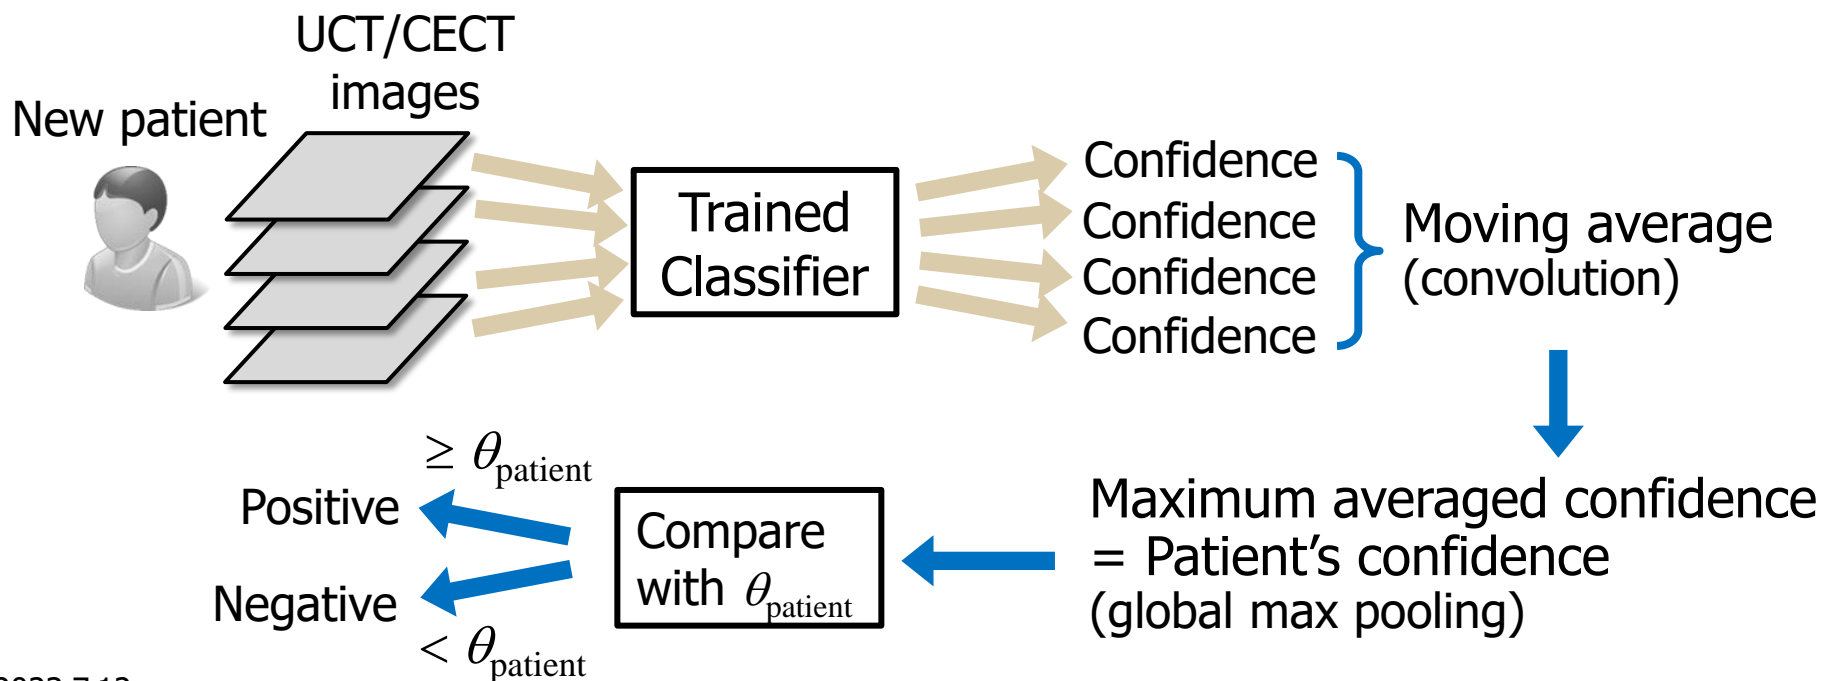 UCT/CECT
images
New patient
Trained
Classifier
Confidence
Confidence
Confidence
Confidence
Moving average
(convolution)
Maximum averaged confidence
= Patient’s confidence
(global max pooling)
Compare
with θpatient
≥ θpatient
Positive
Negative
< θpatient